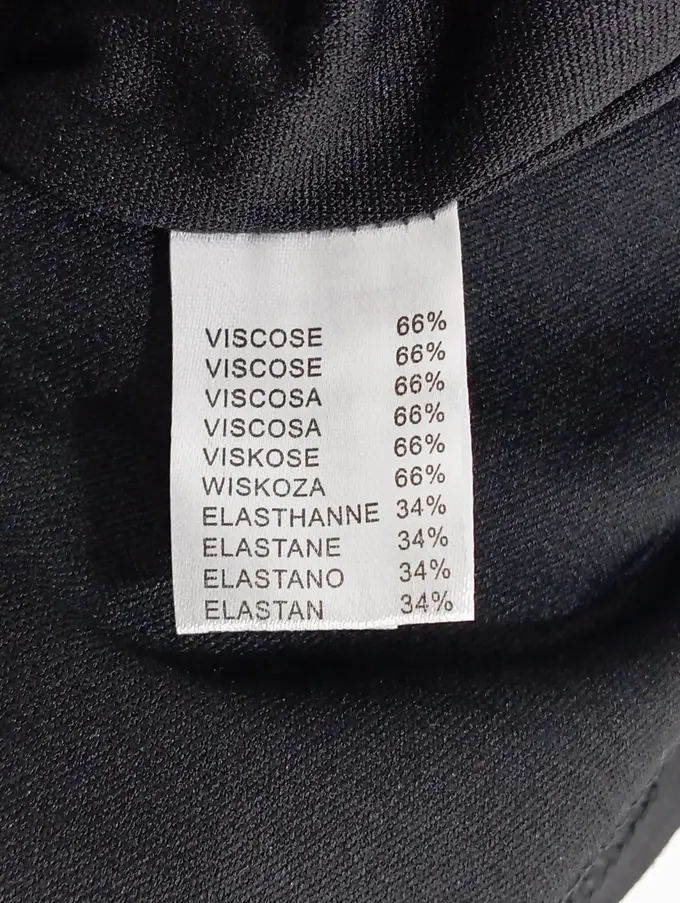 VISCOSE 66%
VISCOSE 66%
VISCOSA 66%
VISCOSA 66%
VISKOSE 66%
WISKOZA 66%
ELASTHANNE 34%
ELASTANE 34%
ELASTANO 34%
ELASTAN 34%